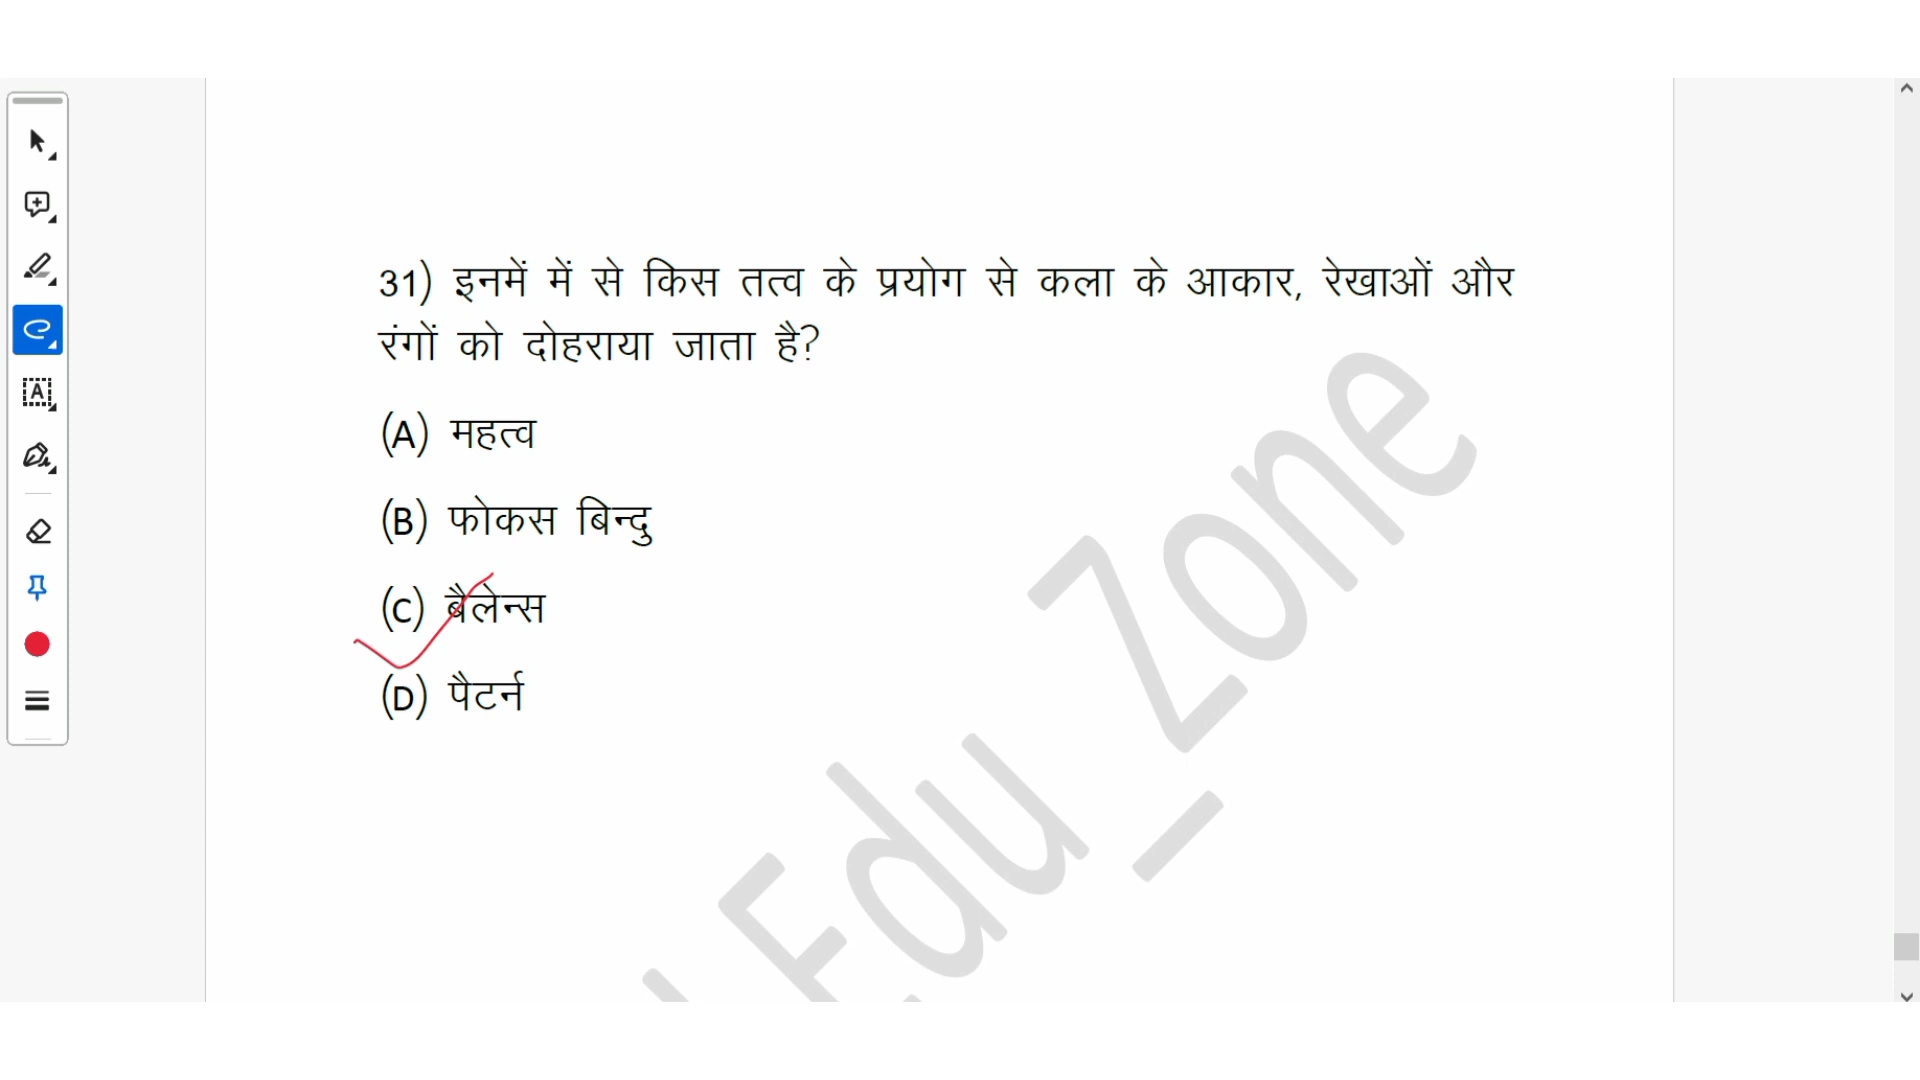 31) इनमें में से किस तत्व के प्रयोग से कला के आकार, रेखाओं और
रंगों को दोहराया जाता है?
(A) महत्व
(B) फोकस बिन्दु
(C) बैलेन्स
(D) पैटर्न
Edu_Zone